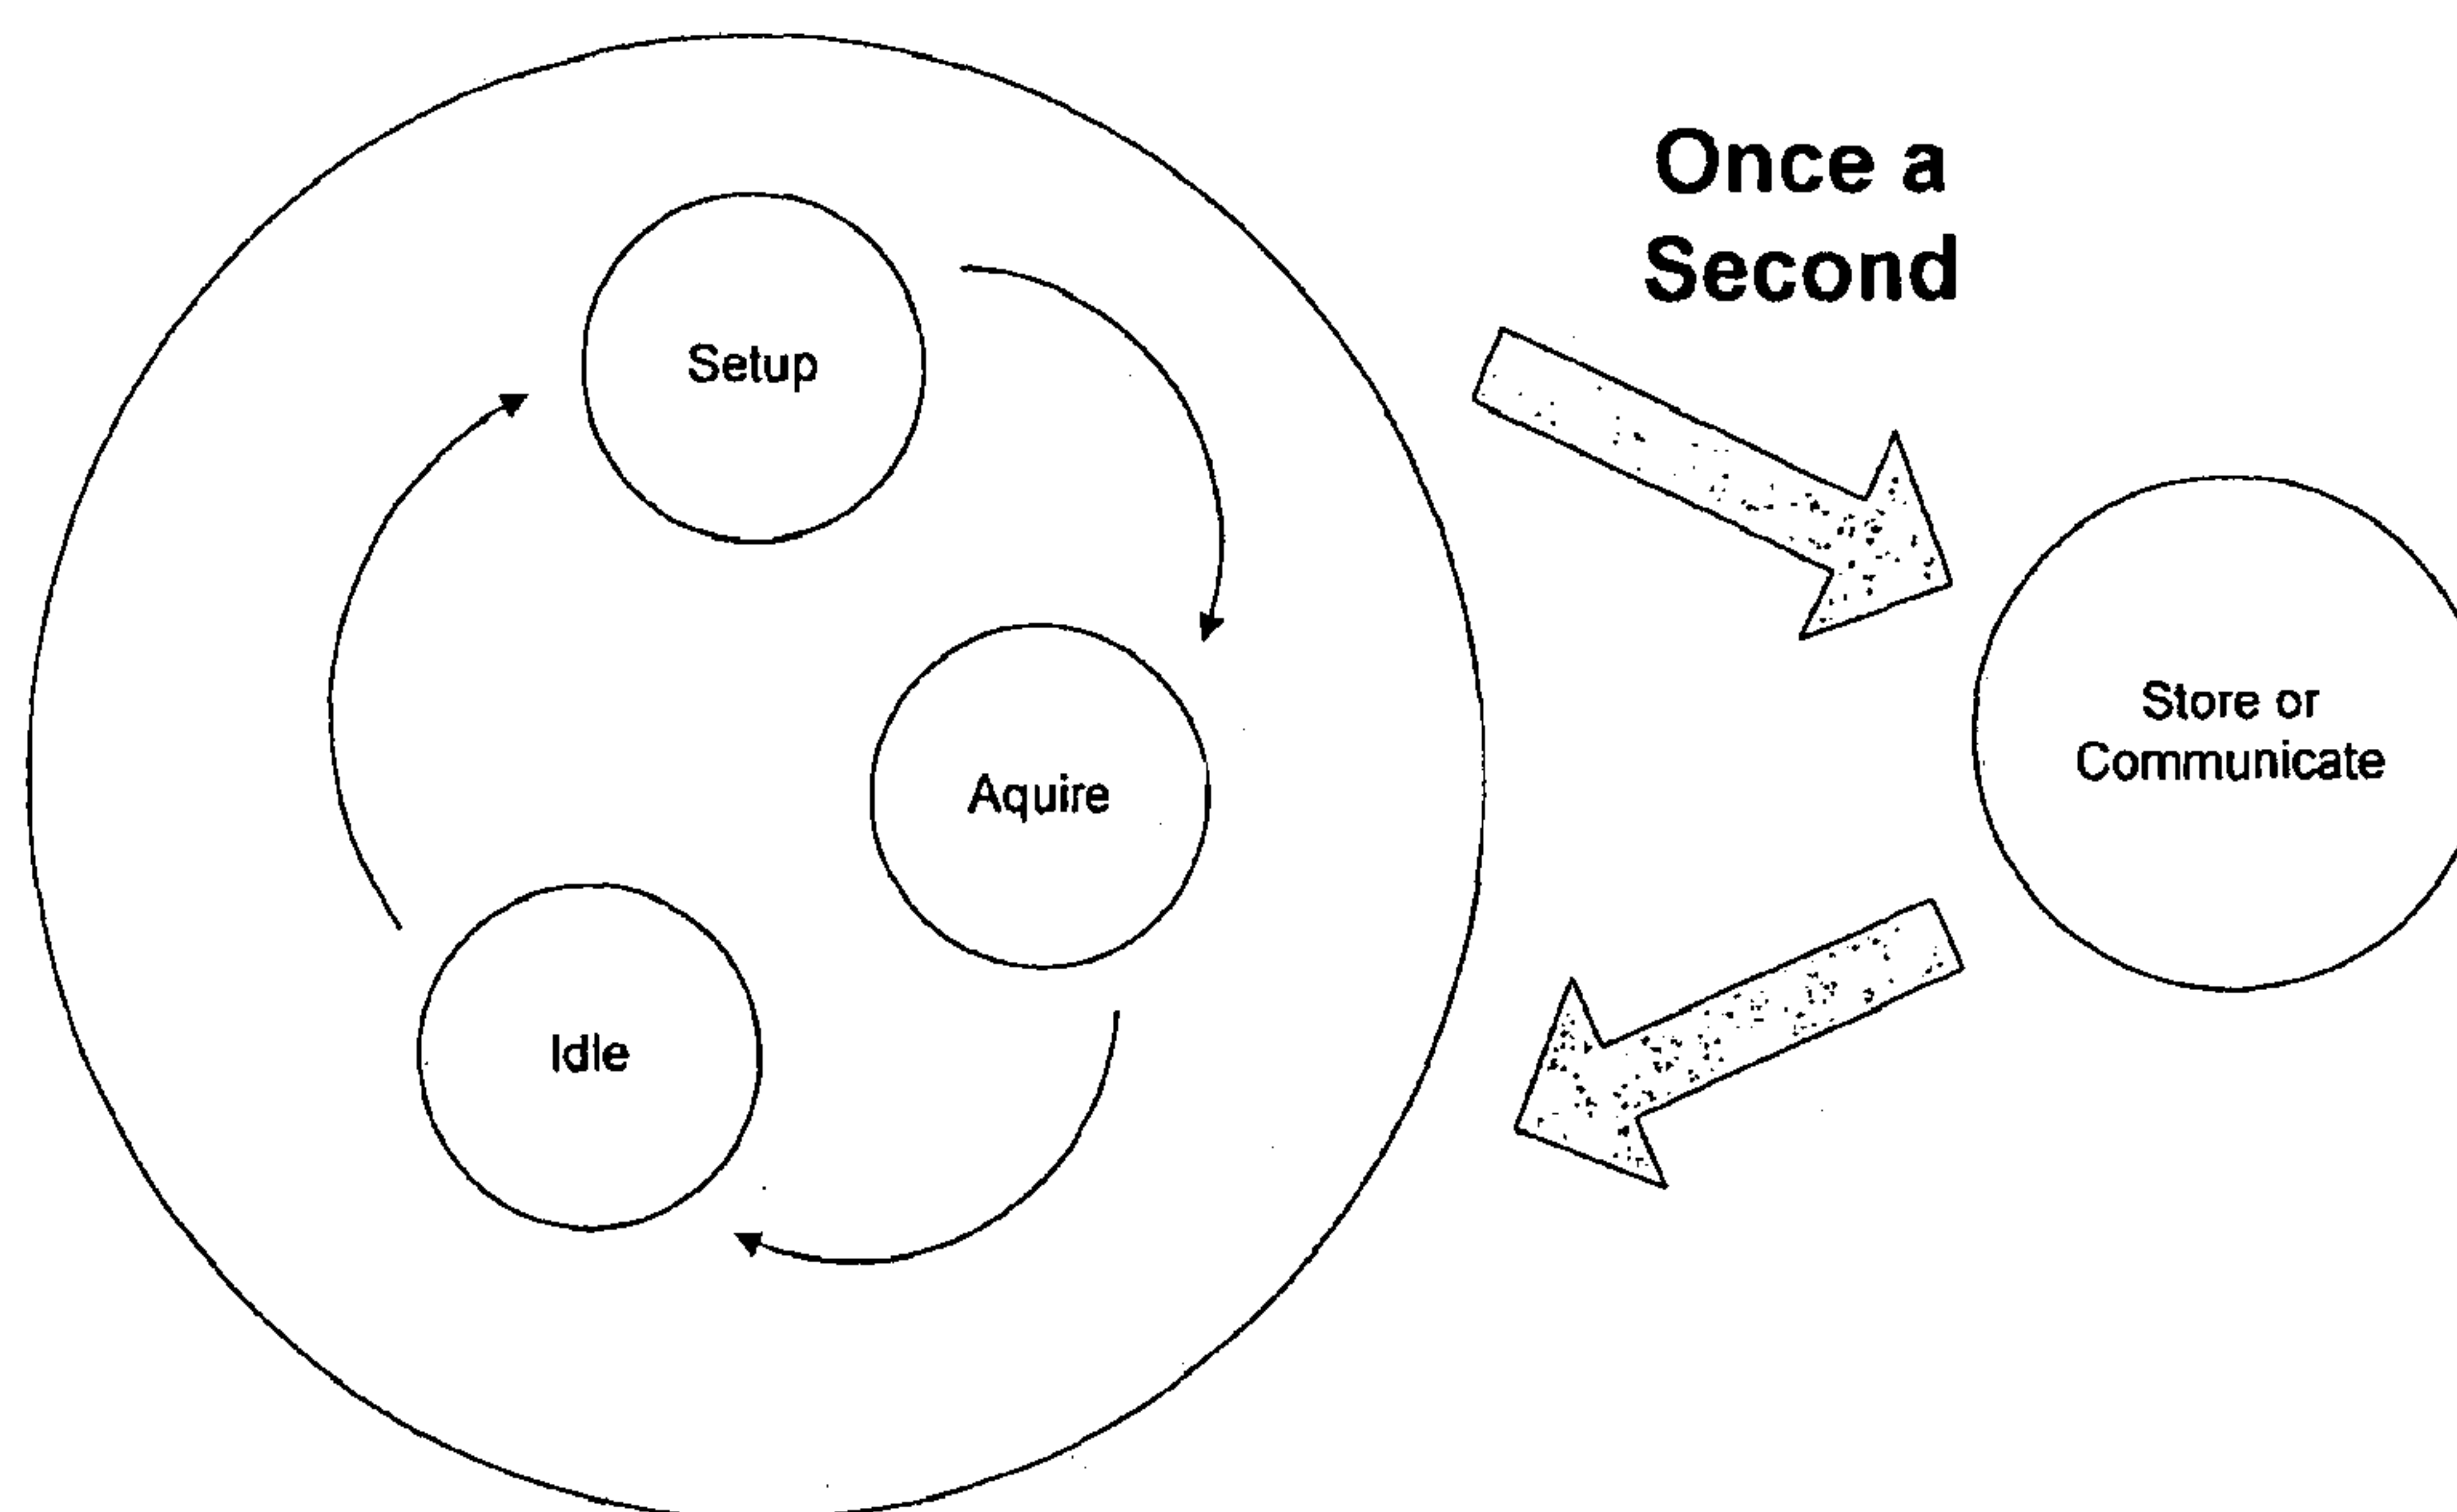 Once a
Second
Setup
Aquire
Idle
Store or
Communicate